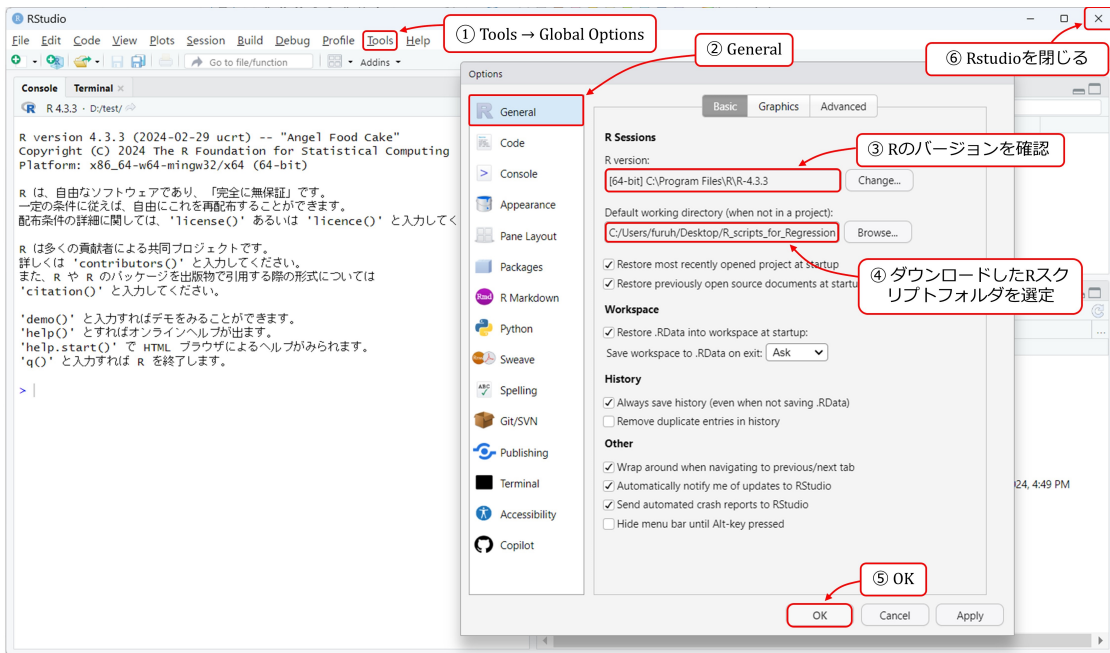 RStudio
File Edit Code View Plots Session Build Debug Profile Tools Help
① Tools → Global Options
② General
⑥ Rstudioを閉じる
Go to file/function
Addins
Console Terminal
R 4.3.3 · D:/test/
R version 4.3.3 (2024-02-29 ucrt) -- "Angel Food Cake"
Copyright (C) 2024 The R Foundation for Statistical Computing
Platform: x86_64-w64-mingw32/x64 (64-bit)
R は、自由なソフトウェアであり、「完全に無保証」です。
一定の条件に従えば、自由にこれを再配布することができます。
配布条件の詳細に関しては、'license()' あるいは 'licence()' と入力してく
R は多くの貢献者による共同プロジェクトです。
詳しくは 'contributors()' と入力してください。
また、R や R のパッケージを出版物で引用する際の形式については
'citation()' と入力してください。
'demo()' と入力すればデモをみることができます。
'help()' とすればオンラインヘルプが出ます。
'help.start()' で HTML ブラウザによるヘルプがみられます。
'q()' と入力すれば R を終了します。
>
Options
General
Code
Console
Appearance
Pane Layout
Packages
R Markdown
Python
Sweave
Spelling
Git/SVN
Publishing
Terminal
Accessibility
Copilot
Basic Graphics Advanced
R Sessions
R version:
③ Rのバージョンを確認
[64-bit] C:\Program Files\R\R-4.3.3
Change...
Default working directory (when not in a project):
C:/Users/furuh/Desktop/R_scripts_for_Regression
Browse...
④ ダウンロードしたRスク
リプトフォルダを選定
Restore most recently opened project at startup
Restore previously open source documents at startu
Workspace
Restore .RData into workspace at startup:
Save workspace to .RData on exit: Ask
History
Always save history (even when not saving .RData)
Remove duplicate entries in history
Other
Wrap around when navigating to previous/next tab
Automatically notify me of updates to RStudio
Send automated crash reports to RStudio
Hide menu bar until Alt-key pressed
24, 4:49 PM
⑤ OK
OK Cancel Apply